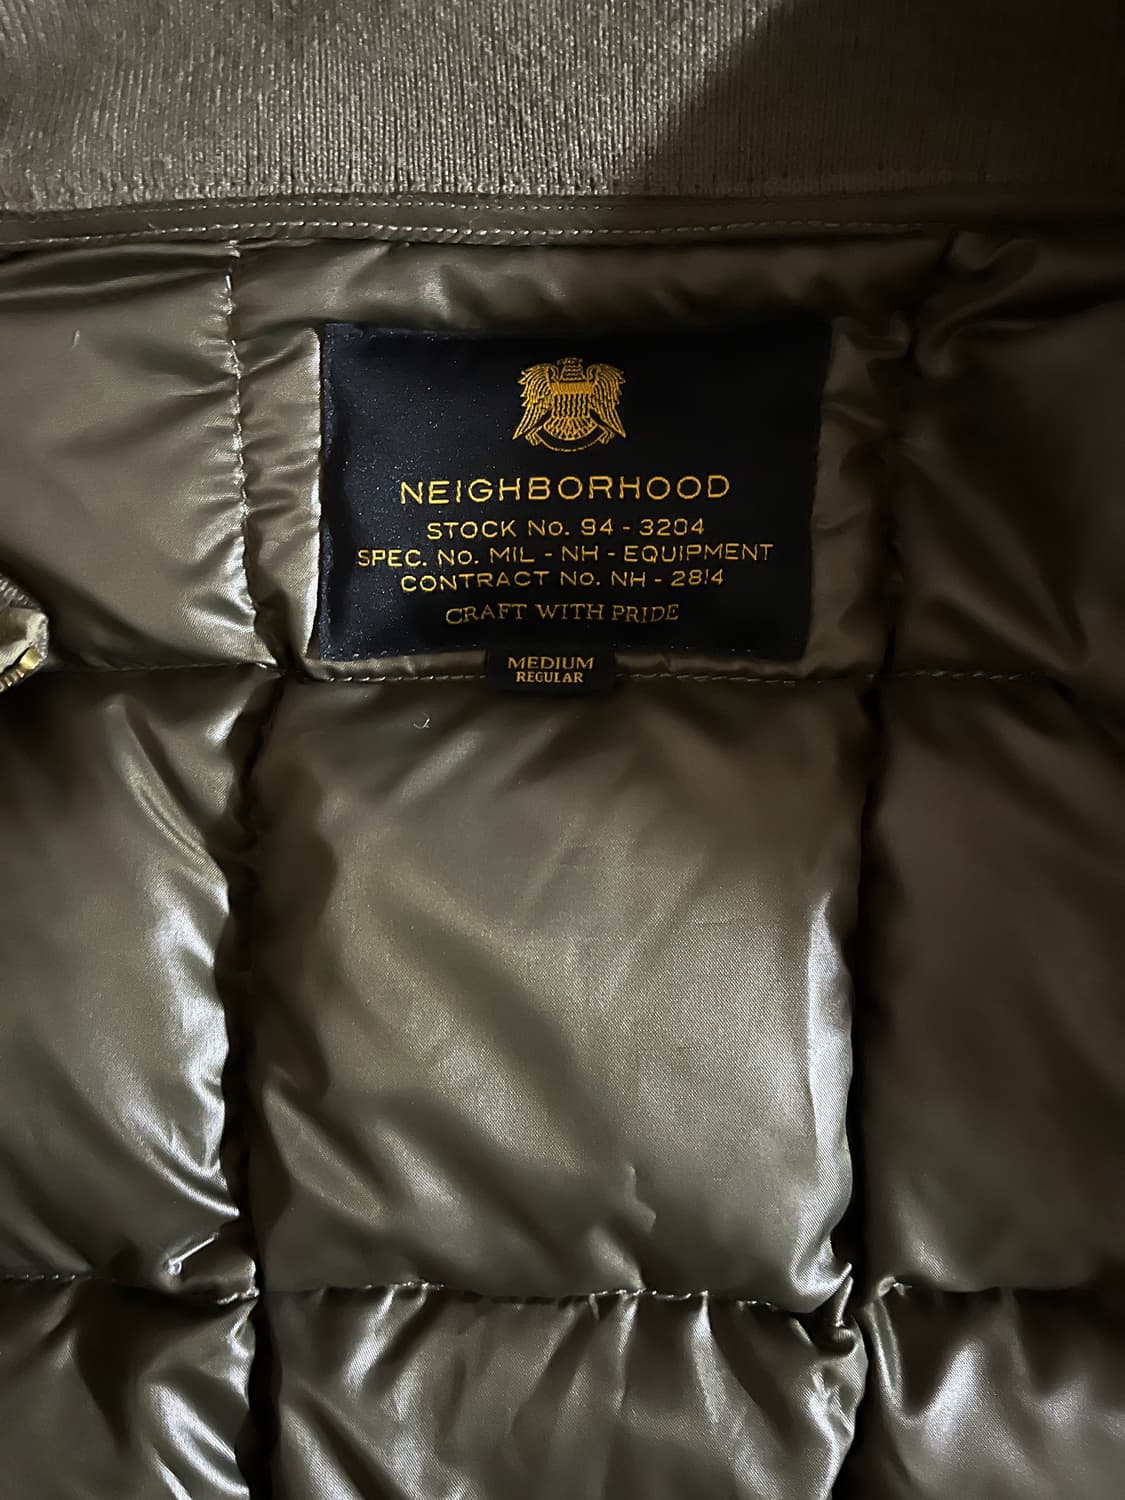 NEIGHBORHOOD
STOCK No. 94 - 3204
SPEC. No. MIL - NH - EQUIPMENT
CONTRACT No. NH - 2814
CRAFT WITH PRIDE
MEDIUM
REGULAR